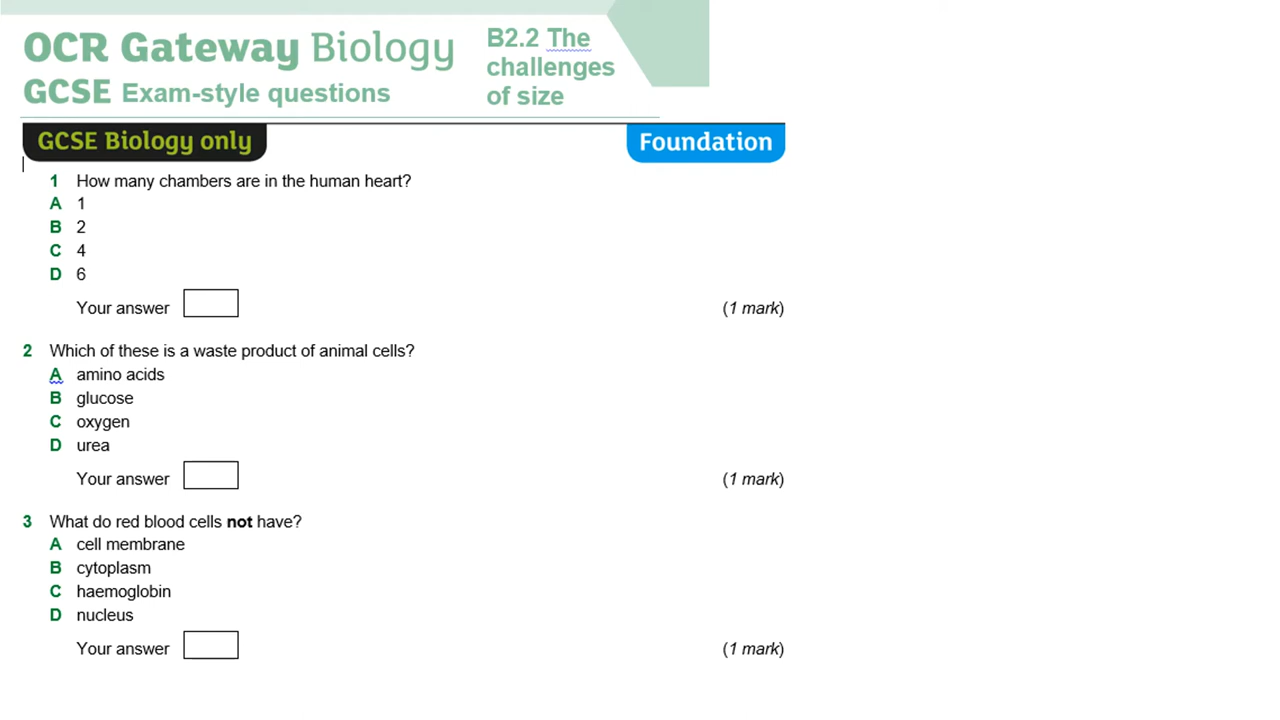 OCR Gateway Biology
GCSE Exam-style questions
B2.2 The
challenges
of size
GCSE Biology only
Foundation
1 How many chambers are in the human heart?
A 1
B 2
C 4
D 6
Your answer (1 mark)
2 Which of these is a waste product of animal cells?
A amino acids
B glucose
C oxygen
D urea
Your answer (1 mark)
3 What do red blood cells not have?
A cell membrane
B cytoplasm
C haemoglobin
D nucleus
Your answer (1 mark)